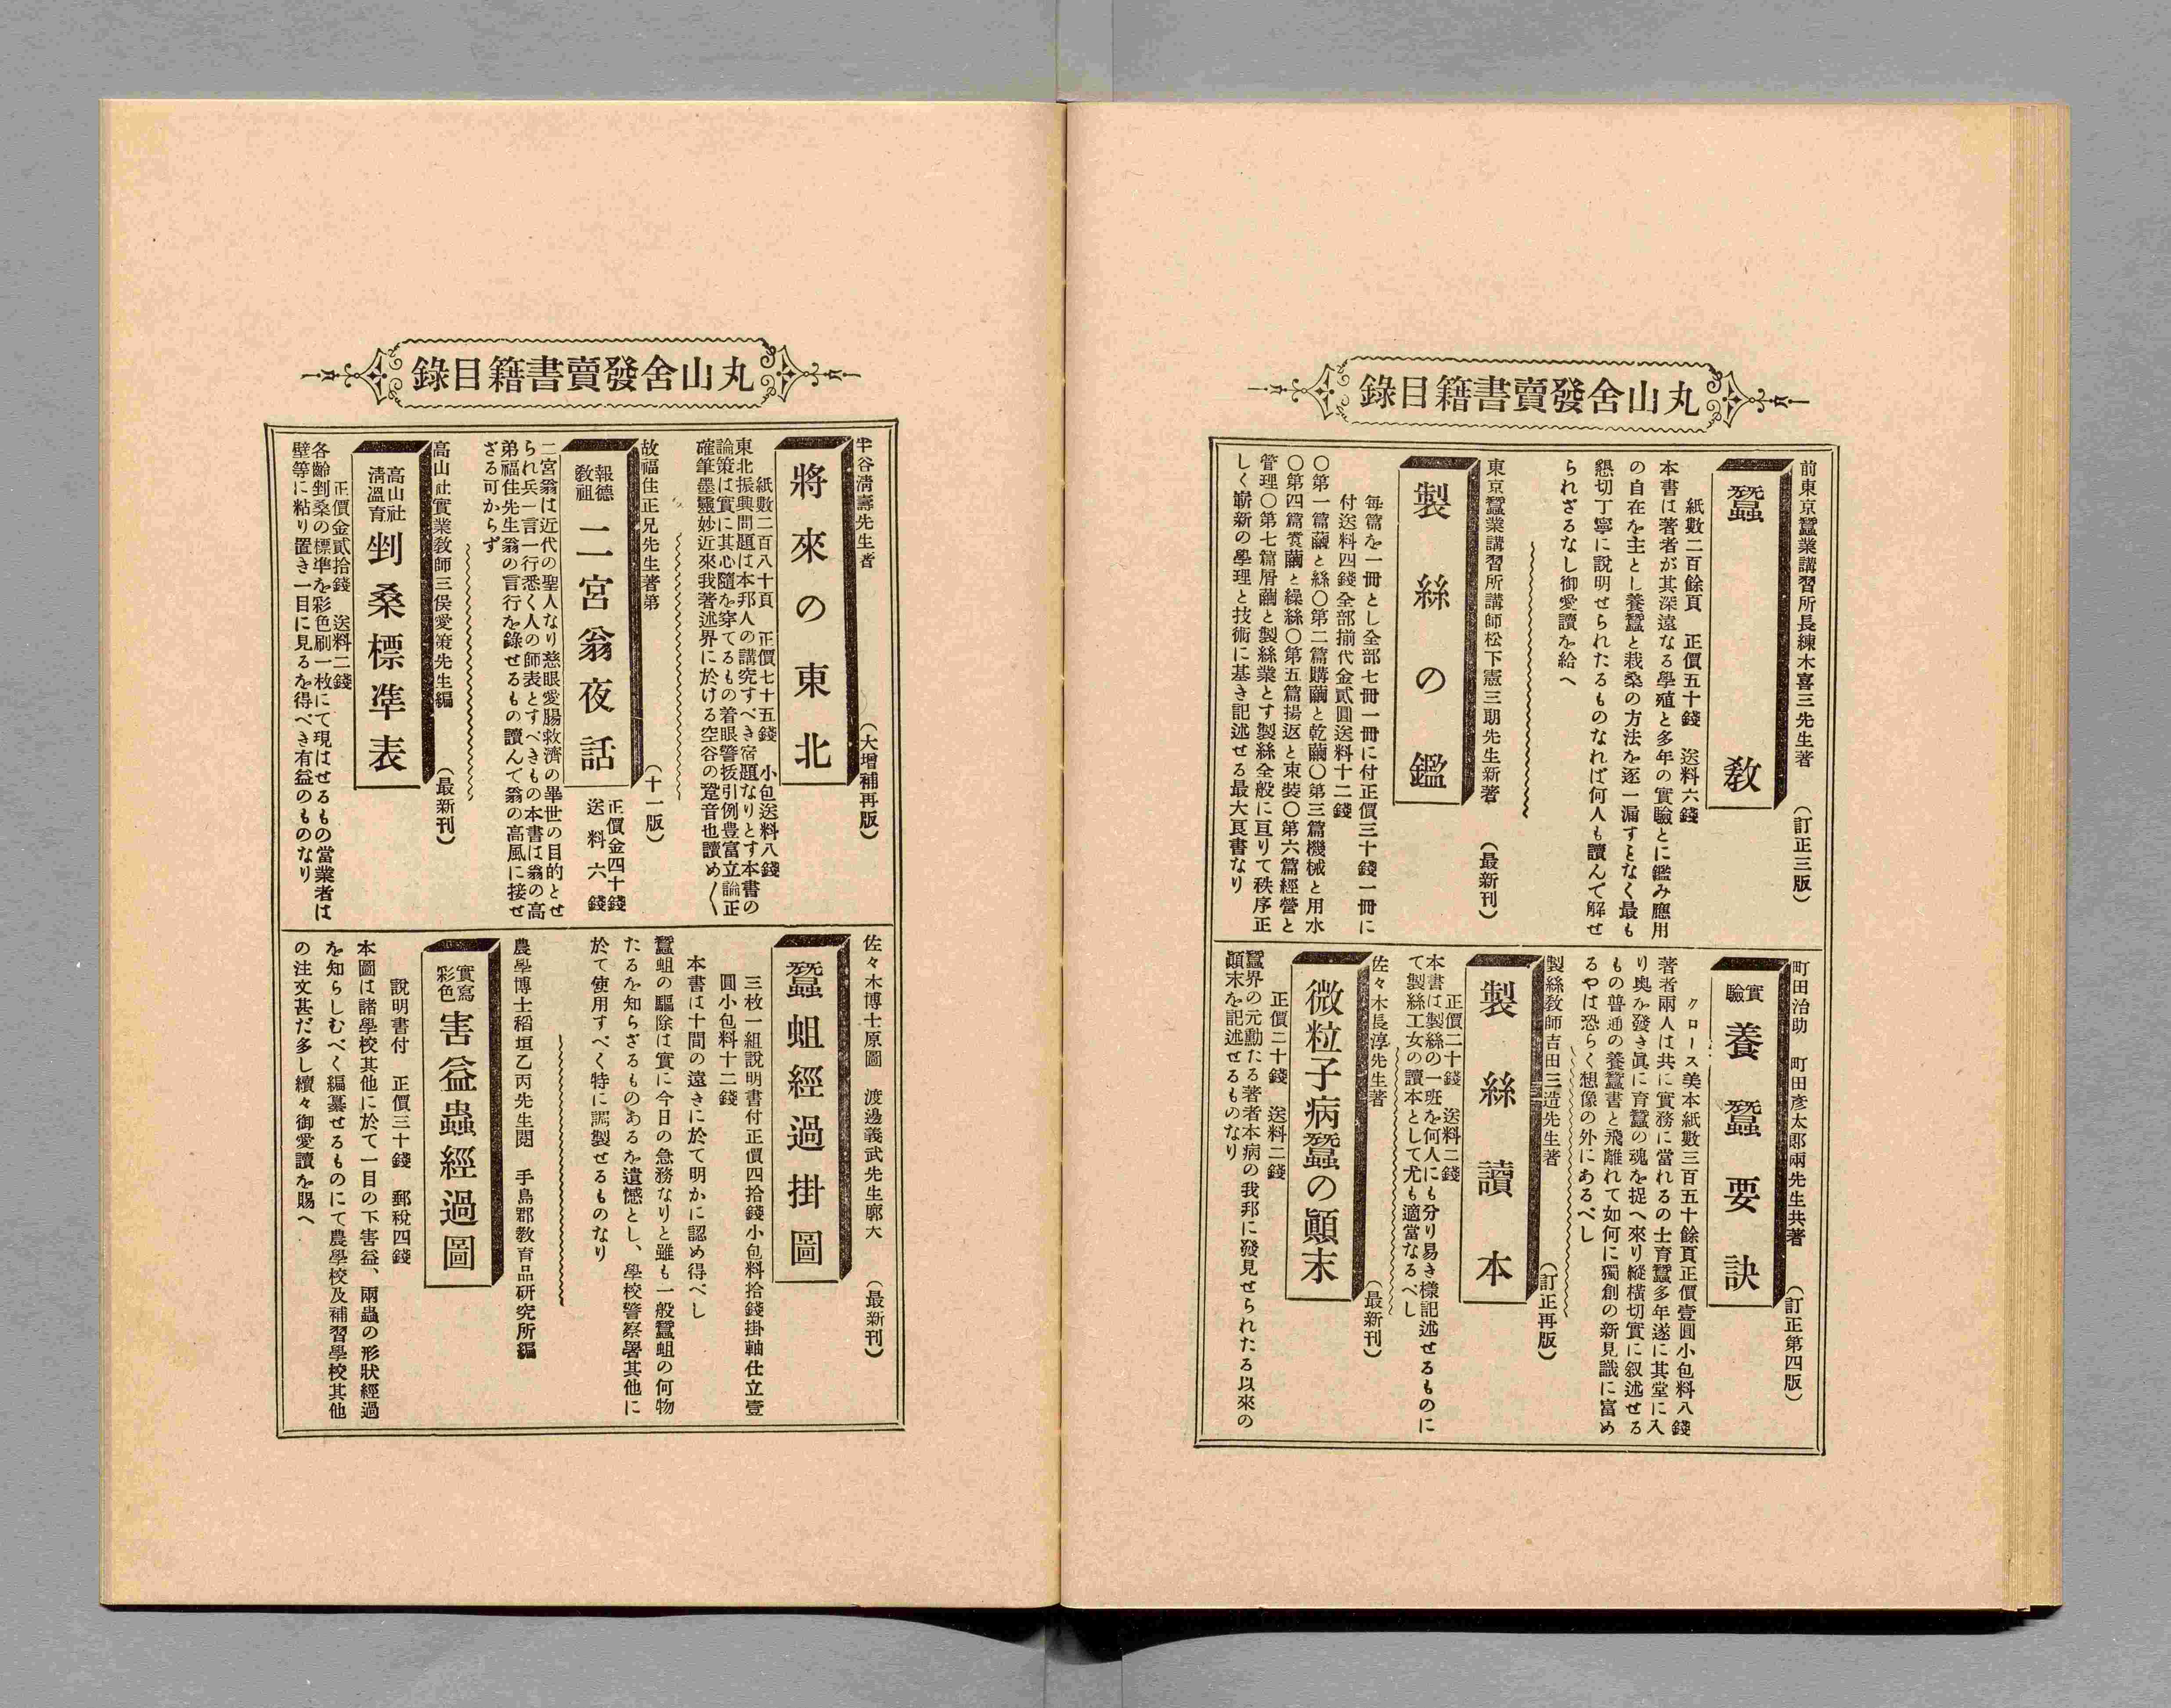 丸山舍發賣書籍目錄
前東京蠶業講習所長練木喜三先生著 (訂正三版)
蠶敎
紙數二百餘頁 正價五十錢 送料六錢
本書は著者が其深遠なる學殖と多年の實驗とに鑑み應用
の自在を主とし養蠶と栽桑の方法を逐一漏すとなく最も
懇切丁寧に說明せられたるものなれば何人も讀んで解せ
られざるなし御愛讀を給へ
東京蠶業講習所講師松下憲三郎先生新著 (最新刊)
製絲の鑑
每篇を一冊とし全部七冊一冊に付正價三十錢一冊に
付送料四錢全部揃代金貳圓送料十二錢
〇第一篇繭と絲〇第二篇購繭と乾繭〇第三篇機械と用水
〇第四篇煑繭と繰絲〇第五篇揚返と束裝〇第六篇經營と
管理〇第七篇屑繭と製絲業とす製絲全般に亘りて秩序正
しく嶄新の學理と技術に基き記述せる最大良書なり
町田治助 町田彦太郞兩先生共著 (訂正第四版)
實驗 養蠶要訣
クロース美本紙數三百五十餘頁正價壹圓小包料八錢
著者兩人は共に實務に當れるの士育蠶多年遂に其堂に入
り奧を發き眞に育蠶の魂を捉へ來り縱橫切實に叙述せる
もの普通の養蠶書と飛離れて如何に獨創の新見識に富め
るやは恐らく想像の外にあるべし
製絲敎師吉田三造先生著 (訂正再版)
製絲讀本
正價二十錢 送料二錢
本書は製絲の一班を何人にも分り易き樣記述せるものに
て製絲工女の讀本として尤も適當なるべし
佐々木長淳先生著 (最新刊)
微粒子病蠶の顚末
正價二十錢 送料二錢
蠶界の元勳たる著者本病の我邦に發見せられたる以來の
顚末を記述せるものなり
丸山舍發賣書籍目錄
半谷淸壽先生著 (大增補再版)
將來の東北
紙數二百八十頁 正價七十五錢 小包送料八錢
東北振興問題は本邦人の講究すべき宿題なりとす本書の
論策は實に其心隨を穿てるもの着眼警拔引例豊富立論正
確筆墨靈妙近來我著述界に於ける空谷の跫音也讀め〱
故福住正兄先生著第 (十一版)
報德敎祖 二宮翁夜話
正價金四十錢
送料六錢
二宮翁は近代の聖人なり慈眼愛腸救濟の畢世の目的とせ
られ兵一言一行悉く人の師表とすべきもの本書は翁の高
弟福住先生翁の言行を錄せるもの讀んで翁の高風に接せ
ざる可からず
高山社實業敎師三俣愛策先生編 (最新刊)
高山社淸溫育 剉桑標準表
正價金貳拾錢 送料二錢
各齡剉桑の標準を彩色刷一枚にて現はせるもの當業者は
壁等に粘り置き一目に見るを得べき有益のものなり
佐々木博士原圖 渡邊義武先生廓大 (最新刊)
蠶蛆經過掛圖
三枚一組說明書付正價四拾錢小包料拾錢掛軸仕立壹
圓小包料十二錢
本書は十間の遠きに於て明かに認め得べし
蠶蛆の驅除は實に今日の急務なりと雖も一般蠶蛆の何物
たるを知らざるものあるを遺憾とし、學校警察署其他に
於て使用すべく特に調製せるものなり
農學博士稻垣乙丙先生閱 手島郡敎育品硏究所編
實寫彩色 害益蟲經過圖
說明書付 正價三十錢 郵稅四錢
本圖は諸學校其他に於て一目の下害益、兩蟲の形狀經過
を知らしむべく編纂せるものにて農學校及補習學校其他
の注文甚だ多し續々御愛讀を賜へ